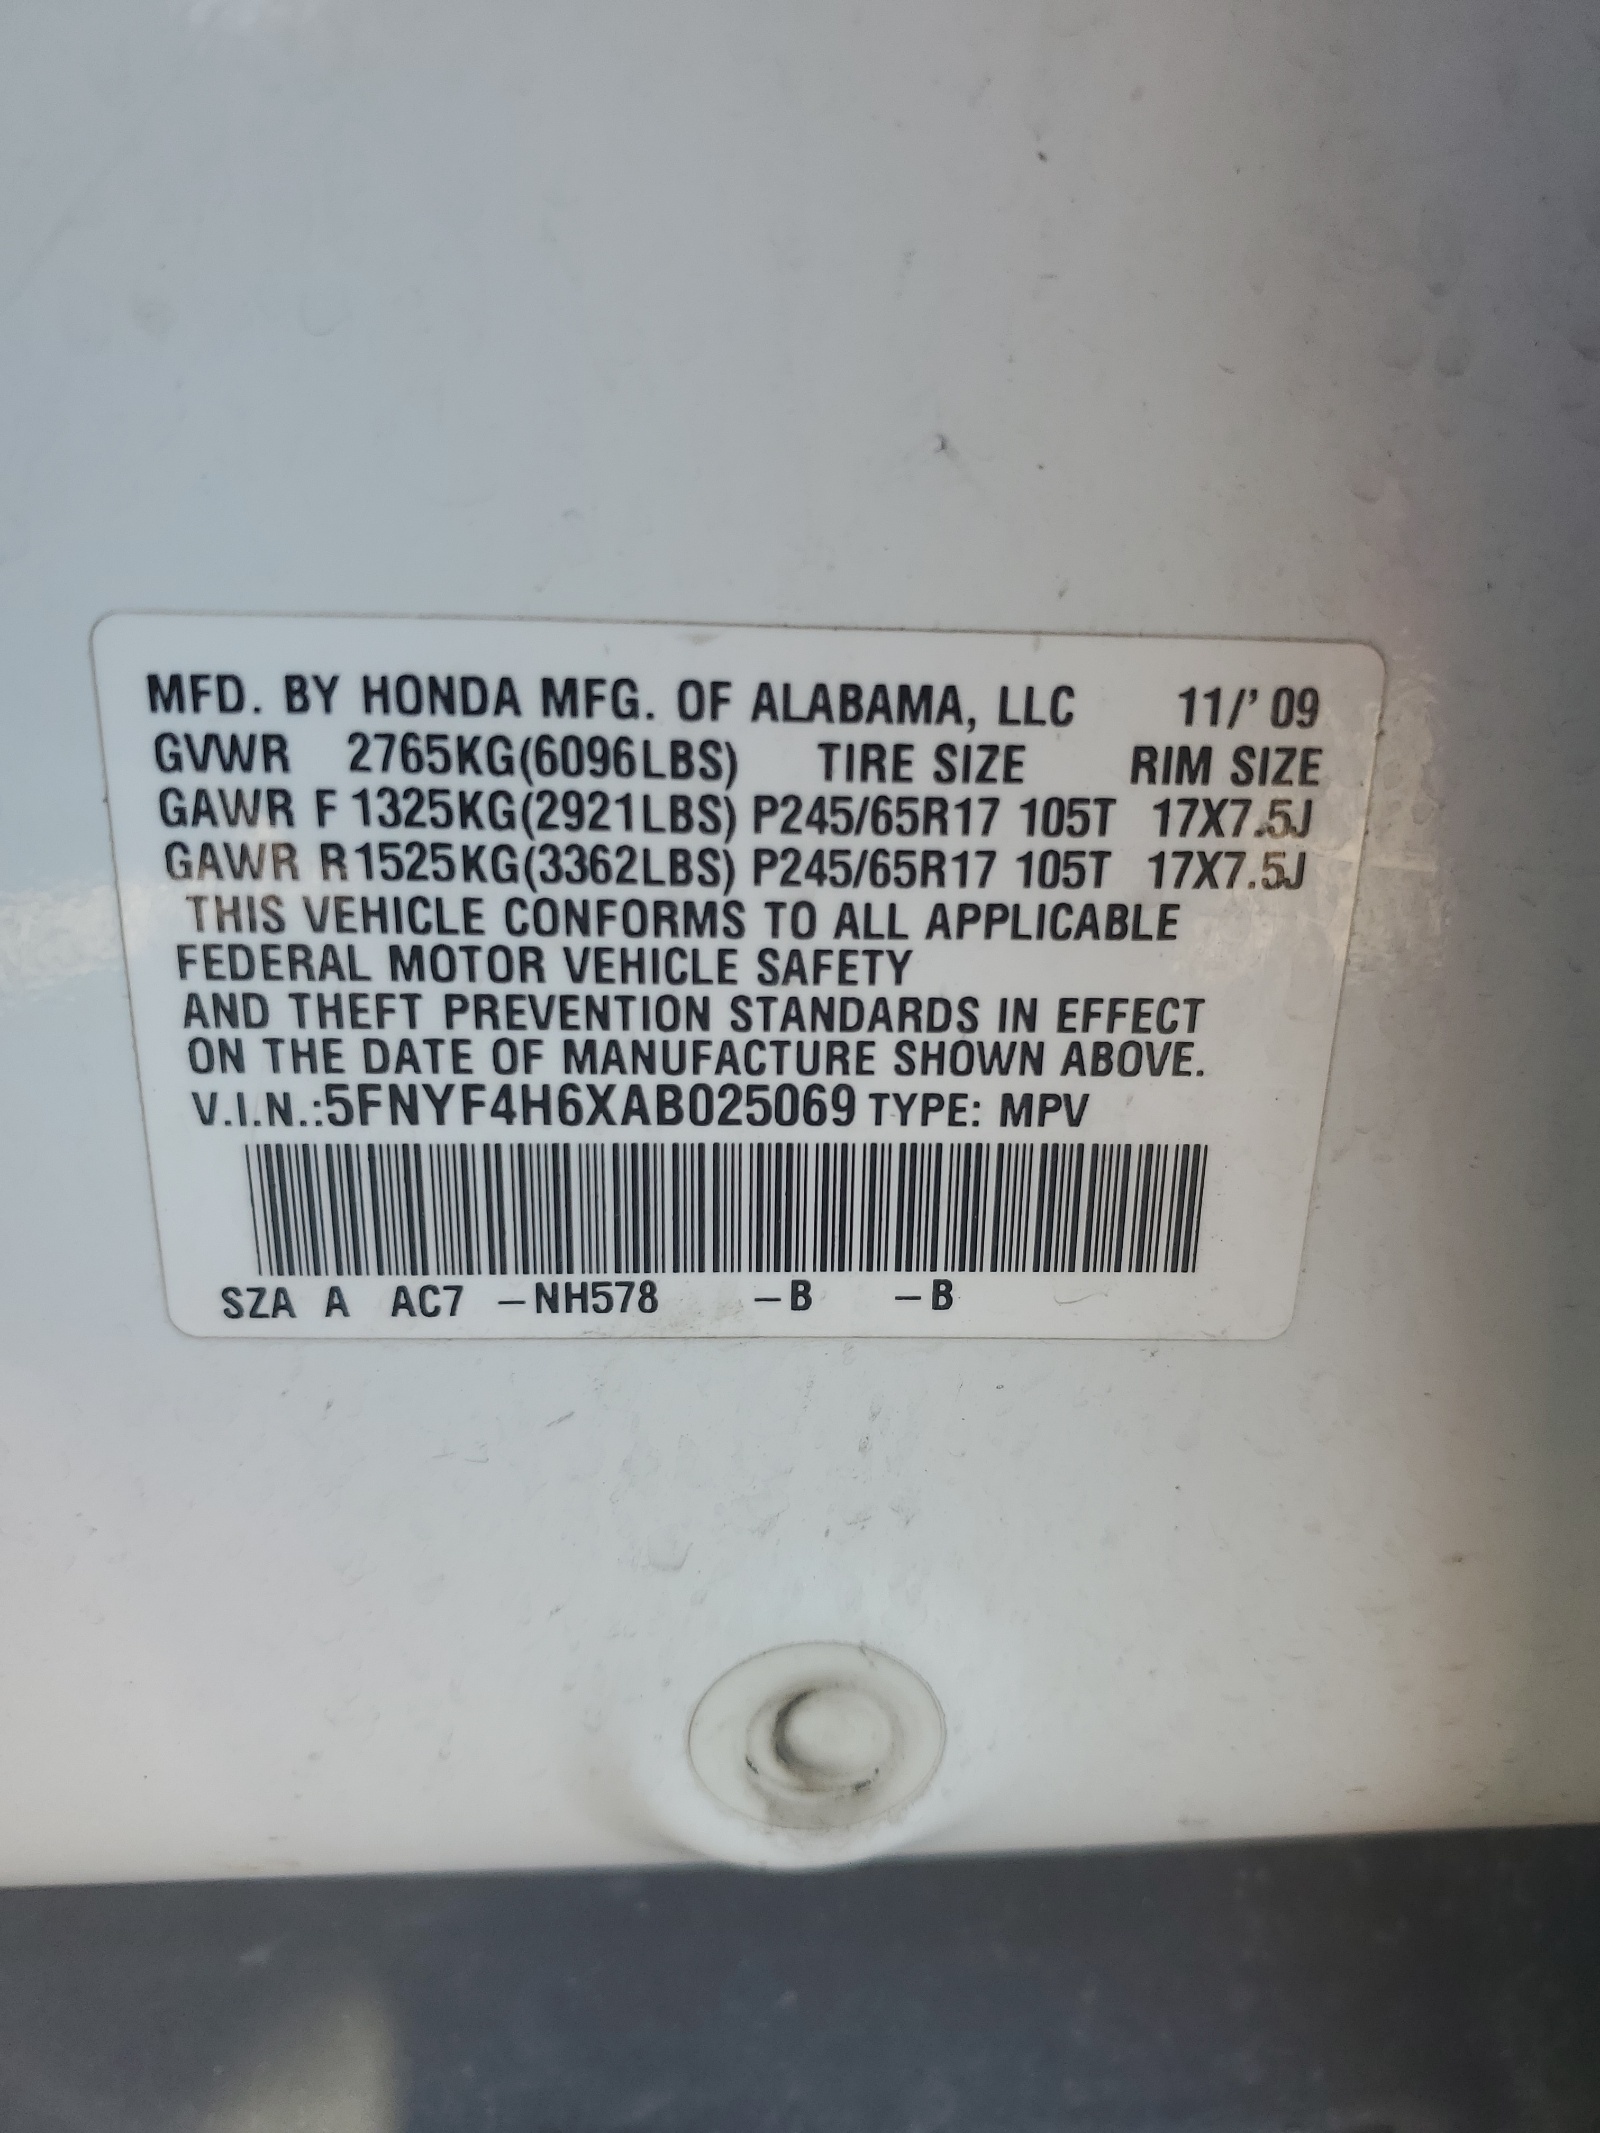 MFD. BY HONDA MFG. OF ALABAMA, LLC 11/' 09
GVWR 2765KG(6096LBS) TIRE SIZE RIM SIZE
GAWR F 1325KG(2921LBS) P245/65R17 105T 17X7.5J
GAWR R 1525KG(3362LBS) P245/65R17 105T 17X7.5J
THIS VEHICLE CONFORMS TO ALL APPLICABLE
FEDERAL MOTOR VEHICLE SAFETY
AND THEFT PREVENTION STANDARDS IN EFFECT
ON THE DATE OF MANUFACTURE SHOWN ABOVE.
V.I.N.:5FNYF4H6XAB025069 TYPE: MPV
SZA A AC7 –NH578 –B –B